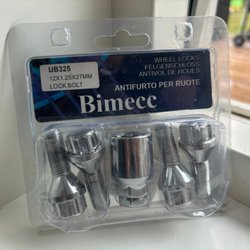 UB325
12X1.25X27MM
LOCK BOLT
WHEEL LOCKS
FELGENSCHLOSS
ANTIVOL DE ROUES
ANTIFURTO PER RUOTE
Bimecc